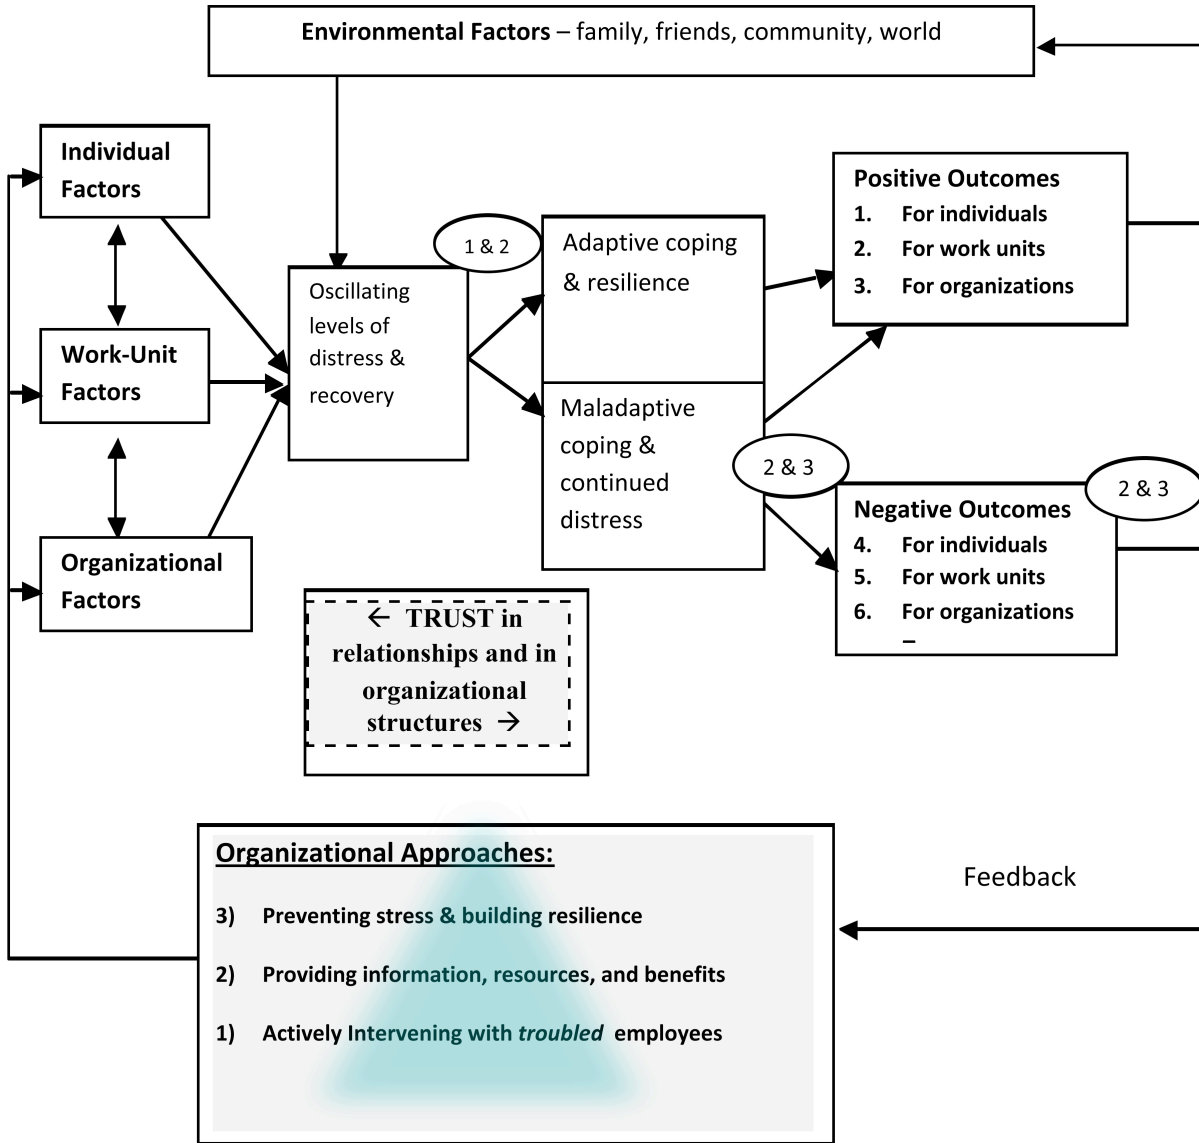 Environmental Factors – family, friends, community, world
Individual
Factors
Work-Unit
Factors
Organizational
Factors
Oscillating
levels of
distress &
recovery
1 & 2
Adaptive coping
& resilience
Maladaptive
coping &
continued
distress
Positive Outcomes
1. For individuals
2. For work units
3. For organizations
2 & 3
Negative Outcomes
4. For individuals
5. For work units
6. For organizations
–
2 & 3
← TRUST in
relationships and in
organizational
structures →
Organizational Approaches:
3) Preventing stress & building resilience
2) Providing information, resources, and benefits
1) Actively Intervening with troubled employees
Feedback